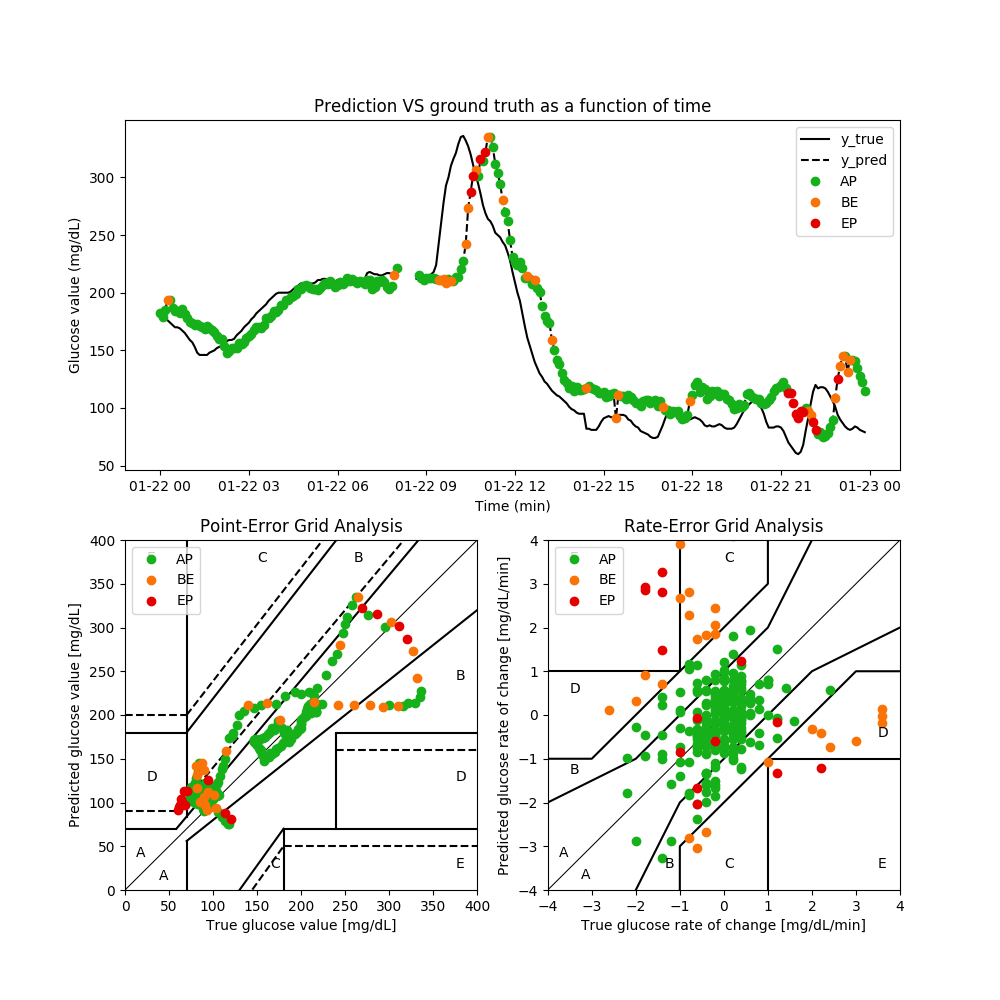 Prediction VS ground truth as a function of time
Glucose value (mg/dL)
300
250
200
150
100
50
y_true
y_pred
AP
BE
EP
01-22 00 01-22 03 01-22 06 01-22 09 01-22 12 01-22 15 01-22 18 01-22 21 01-23 00
Time (min)
Point-Error Grid Analysis
Predicted glucose value [mg/dL]
400
350
300
250
200
150
100
50
0
AP
BE
EP
C
B
B
D
D
A
A
C
E
0 50 100 150 200 250 300 350 400
True glucose value [mg/dL]
Rate-Error Grid Analysis
Predicted glucose rate of change [mg/dL/min]
4
3
2
1
0
−1
−2
−3
−4
AP
BE
EP
C
D
D
B
A
A
B
C
E
−4 −3 −2 −1 0 1 2 3 4
True glucose rate of change [mg/dL/min]